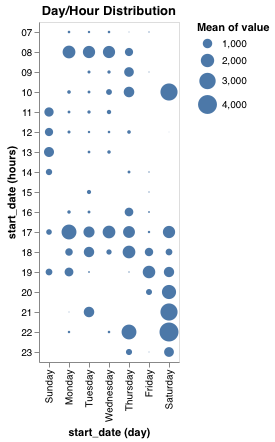 Day/Hour Distribution
Mean of value
1,000
2,000
3,000
4,000
start_date (hours)
07
08
09
10
11
12
13
14
15
16
17
18
19
20
21
22
23
Sunday
Monday
Tuesday
Wednesday
Thursday
Friday
Saturday
start_date (day)